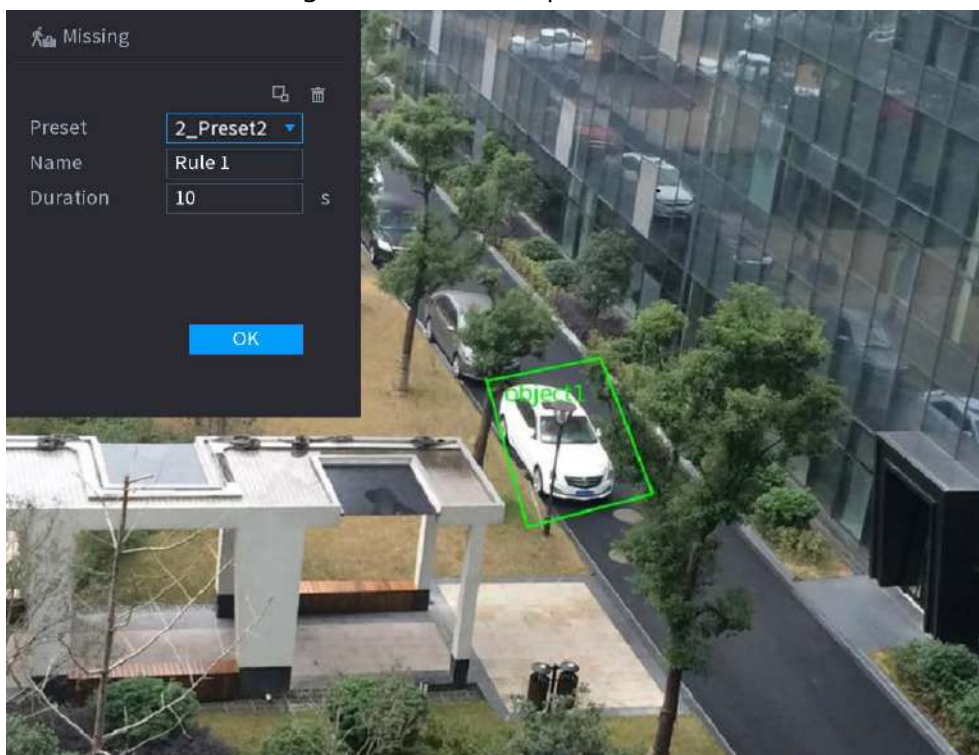 Missing
Preset 2_Preset2
Name Rule 1
Duration 10 s
OK
object1